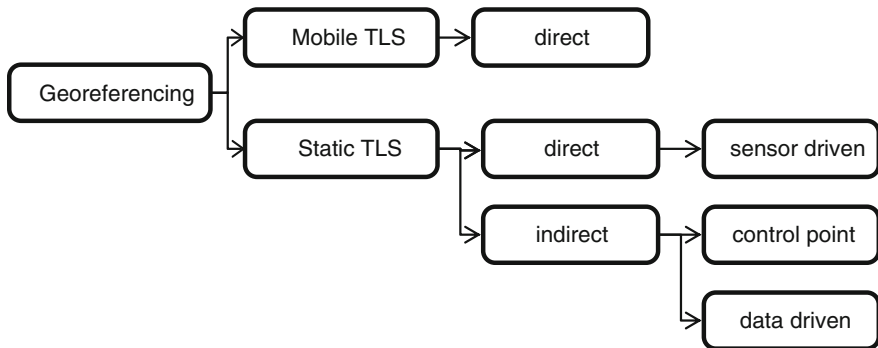 Mobile TLS
direct
Georeferencing
Static TLS
direct
sensor driven
indirect
control point
data driven